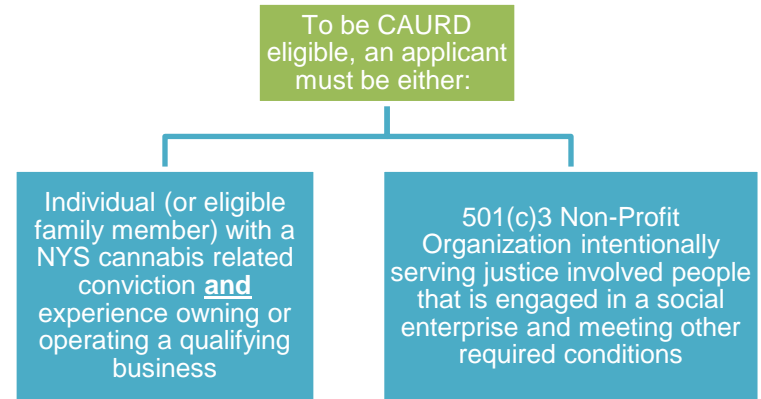 To be CAURD
eligible, an applicant
must be either:
Individual (or eligible
family member) with a
NYS cannabis related
conviction and
experience owning or
operating a qualifying
business
501(c)3 Non-Profit
Organization intentionally
serving justice involved people
that is engaged in a social
enterprise and meeting other
required conditions